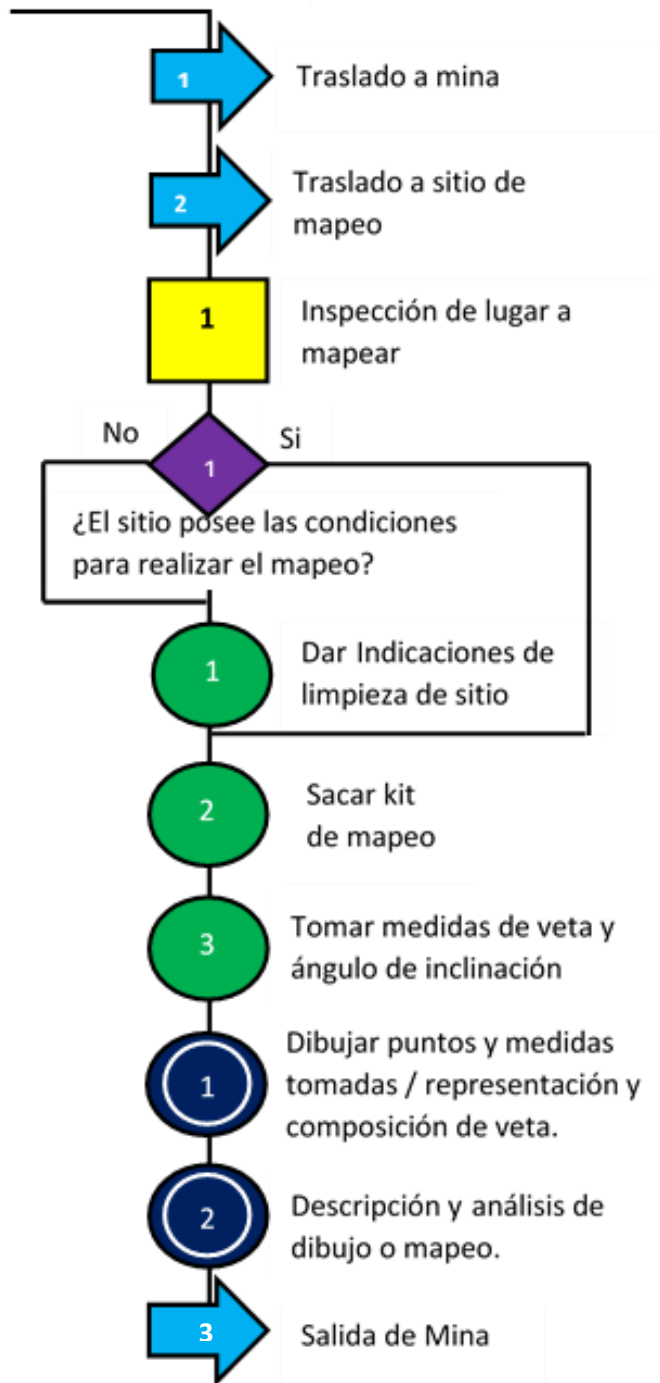 1
Traslado a mina
2
Traslado a sitio de
mapeo
1
Inspección de lugar a
mapear
No
Si
1
¿El sitio posee las condiciones
para realizar el mapeo?
1
Dar Indicaciones de
limpieza de sitio
2
Sacar kit
de mapeo
3
Tomar medidas de veta y
ángulo de inclinación
1
Dibujar puntos y medidas
tomadas / representación y
composición de veta.
2
Descripción y análisis de
dibujo o mapeo.
3
Salida de Mina